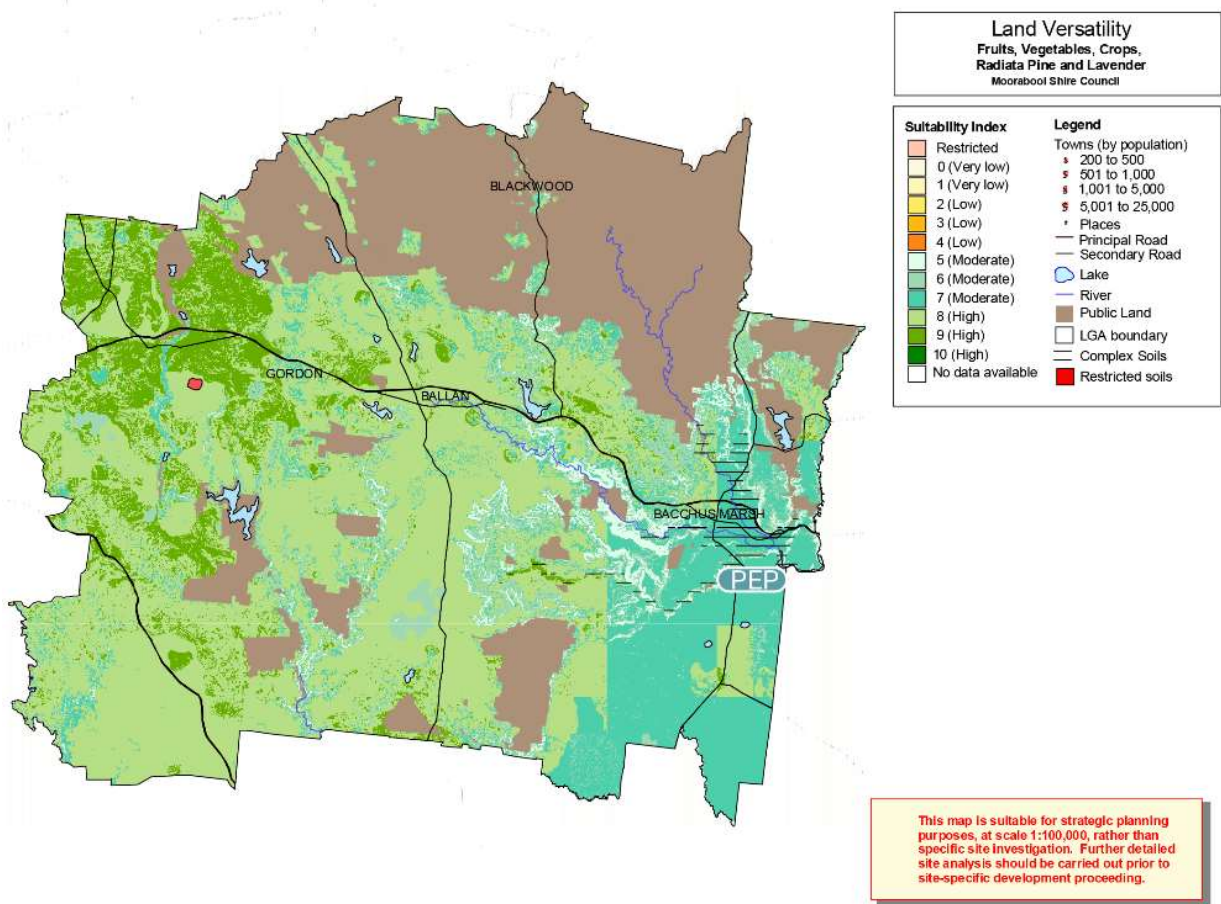 Land Versatility
Fruits, Vegetables, Crops,
Radiata Pine and Lavender
Moorabool Shire Council
Suitability Index
Restricted
0 (Very low)
1 (Very low)
2 (Low)
3 (Low)
4 (Low)
5 (Moderate)
6 (Moderate)
7 (Moderate)
8 (High)
9 (High)
10 (High)
No data available
Legend
Towns (by population)
200 to 500
501 to 1,000
1,001 to 5,000
5,001 to 25,000
Places
Principal Road
Secondary Road
Lake
River
Public Land
LGA boundary
Complex Soils
Restricted soils
BLACKWOOD
GORDON
BALLAN
BACCHUS MARSH
PEP
This map is suitable for strategic planning
purposes, at scale 1:100,000, rather than
specific site investigation. Further detailed
site analysis should be carried out prior to
site-specific development proceeding.